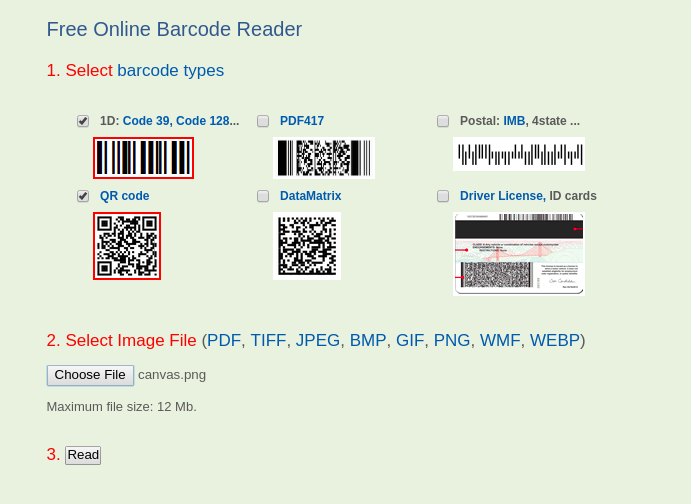 Free Online Barcode Reader
1. Select barcode types
1D: Code 39, Code 128...
PDF417
Postal: IMB, 4state ...
QR code
DataMatrix
Driver License, ID cards
2. Select Image File (PDF, TIFF, JPEG, BMP, GIF, PNG, WMF, WEBP)
Choose File canvas.png
Maximum file size: 12 Mb.
3. Read